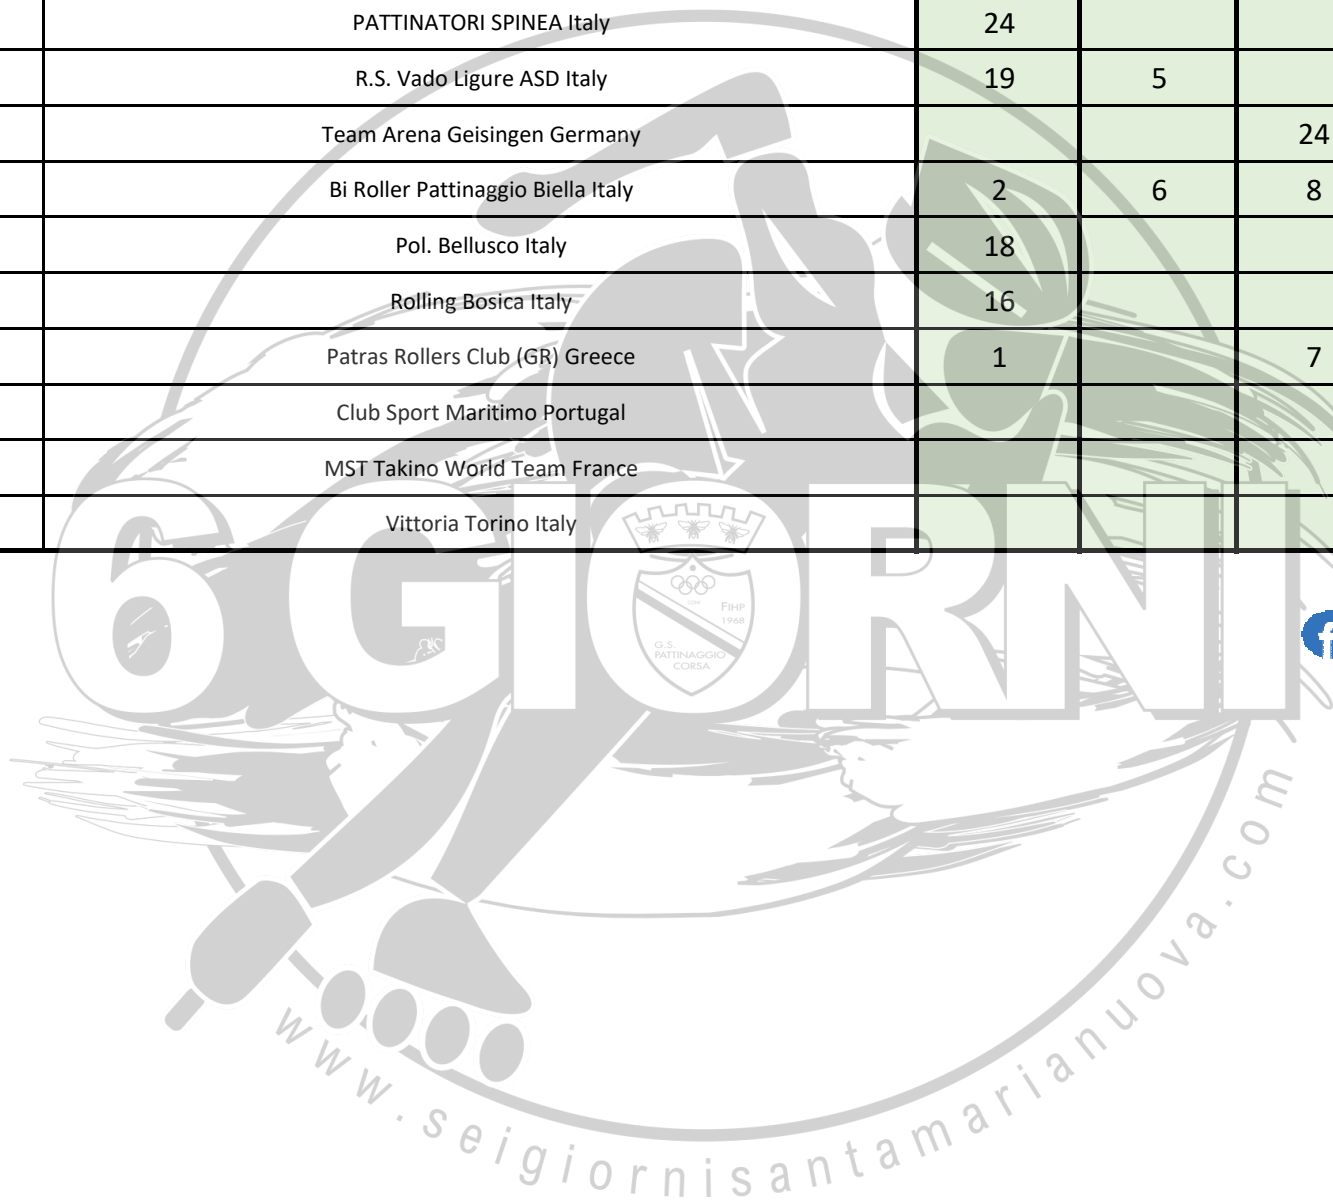 PATTINATORI SPINEA Italy 24
R.S. Vado Ligure ASD Italy 19 5
Team Arena Geisingen Germany 24
Bi Roller Pattinaggio Biella Italy 2 6 8
Pol. Bellusco Italy 18
Rolling Bosica Italy 16
Patras Rollers Club (GR) Greece 1 7
Club Sport Maritimo Portugal
MST Takino World Team France
Vittoria Torino Italy
6 GIORNI
CONI
FIHP
1968
G.S.
PATTINAGGIO
CORSA
f
www.seigiornisantamarianuova.com